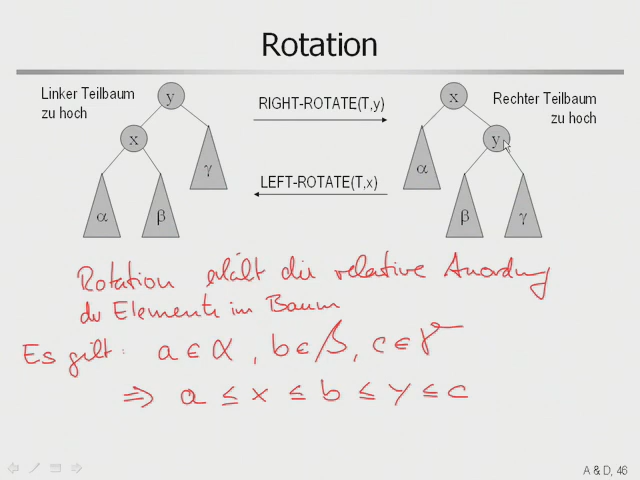 Rotation
Linker Teilbaum
zu hoch
y
x
γ
α
β
RIGHT-ROTATE(T,y)
LEFT-ROTATE(T,x)
Rechter Teilbaum
zu hoch
x
y
α
β
γ
Rotation erhält die relative Anordnung
der Elemente im Baum
Es gilt: a ∈ α, b ∈ β, c ∈ γ
⇒ a ≤ x ≤ b ≤ y ≤ c
A & D, 46